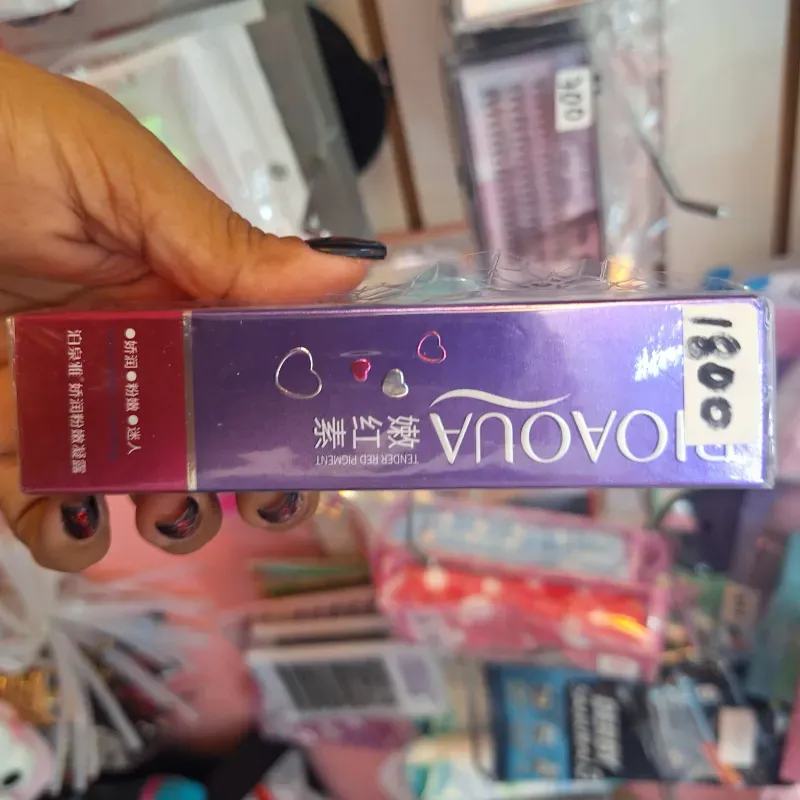 1800
BIOAQUA
嫩红素
TENDER RED PIGMENT
●娇润●粉嫩●迷人
泊泉雅 娇润粉嫩凝露
200